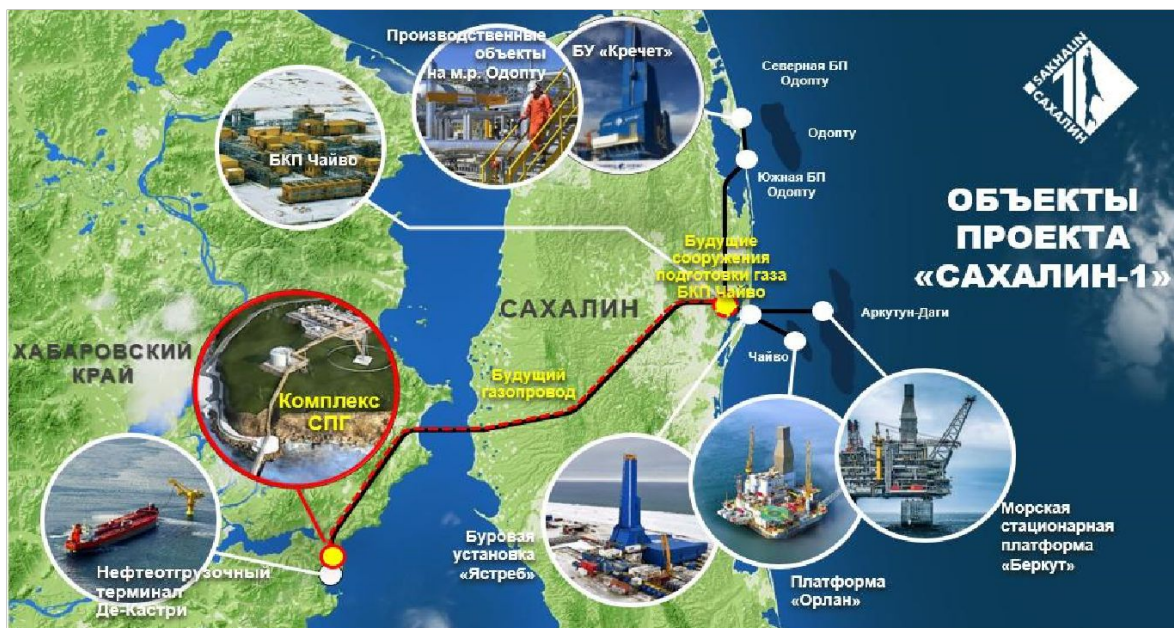 Производственные
объекты
на м.р. Одопту
БУ «Кречет»
Северная БП
Одопту
Одопту
Южная БП
Одопту
SAKHALIN
САХАЛИН
1
ОБЪЕКТЫ
ПРОЕКТА
«САХАЛИН-1»
БКП Чайво
Будущие
сооружения
подготовки газа
БКП Чайво
САХАЛИН
Аркутун-Даги
Чайво
ХАБАРОВСКИЙ
КРАЙ
Будущий
газопровод
Комплекс
СПГ
Нефтеотгрузочный
терминал
Де-Кастри
Буровая
установка
«Ястреб»
Платформа
«Орлан»
Морская
стационарная
платформа
«Беркут»